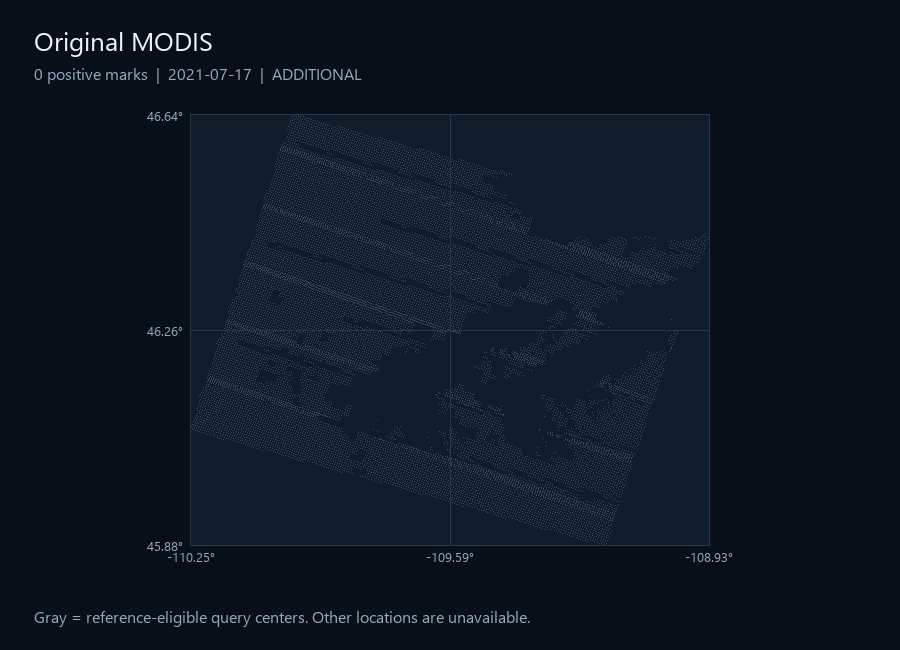 Original MODIS
0 positive marks | 2021-07-17 | ADDITIONAL
46.64°
46.26°
45.88°
-110.25° -109.59° -108.93°
Gray = reference-eligible query centers. Other locations are unavailable.